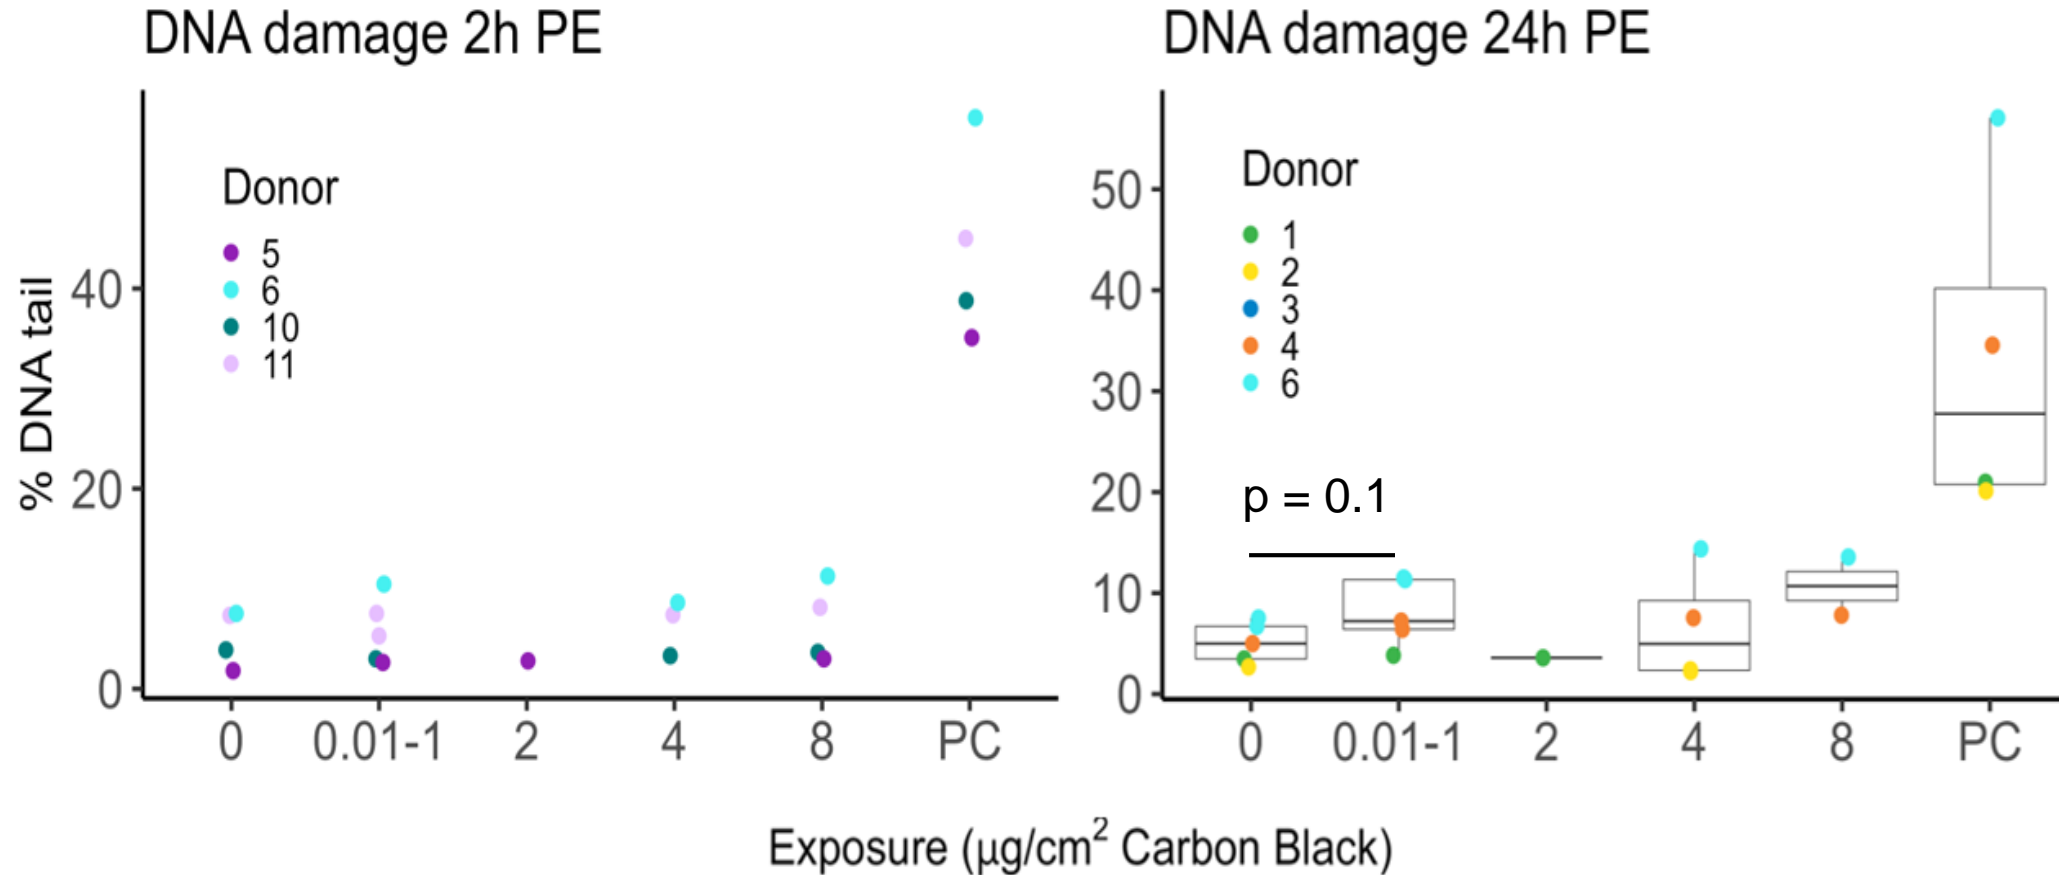 DNA damage 2h PE
% DNA tail
40
20
0
Donor
5
6
10
11
0 0.01-1 2 4 8 PC
DNA damage 24h PE
50
40
30
20
10
0
Donor
1
2
3
4
6
p = 0.1
0 0.01-1 2 4 8 PC
Exposure (µg/cm² Carbon Black)